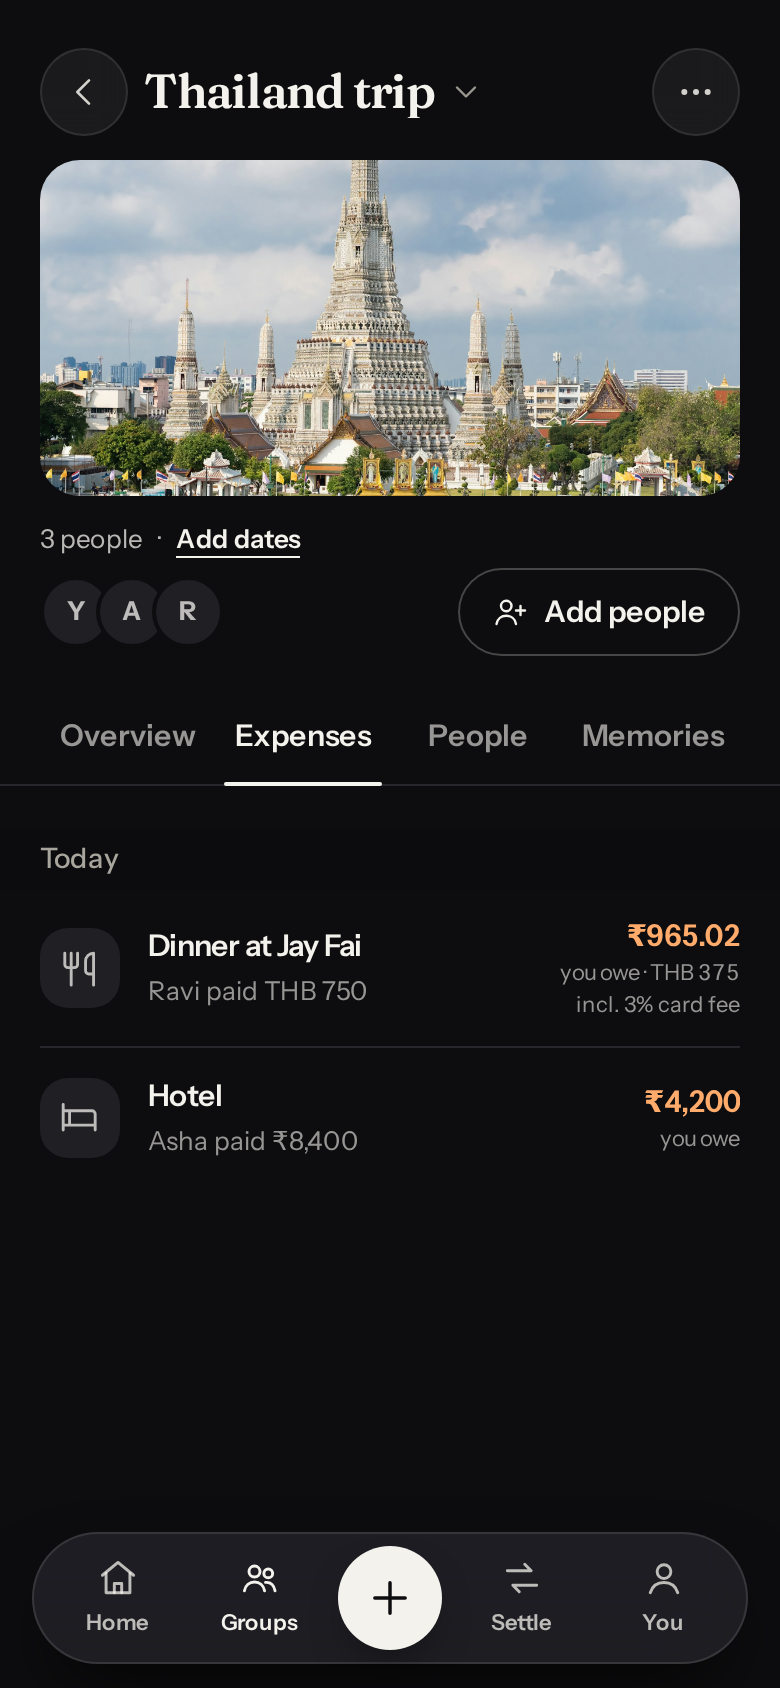 Thailand trip
3 people · Add dates
Y A R
Add people
Overview Expenses People Memories
Today
Dinner at Jay Fai
Ravi paid THB 750
₹965.02
you owe · THB 375
incl. 3% card fee
Hotel
Asha paid ₹8,400
₹4,200
you owe
Home Groups Settle You